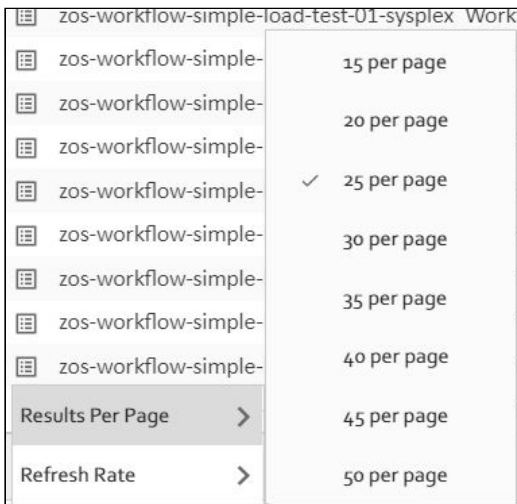 zos-workflow-simple-load-test-01-sysplex Work
zos-workflow-simple-
zos-workflow-simple-
zos-workflow-simple-
zos-workflow-simple-
zos-workflow-simple-
zos-workflow-simple-
zos-workflow-simple-
zos-workflow-simple-
Results Per Page
Refresh Rate
15 per page
20 per page
25 per page
30 per page
35 per page
40 per page
45 per page
50 per page